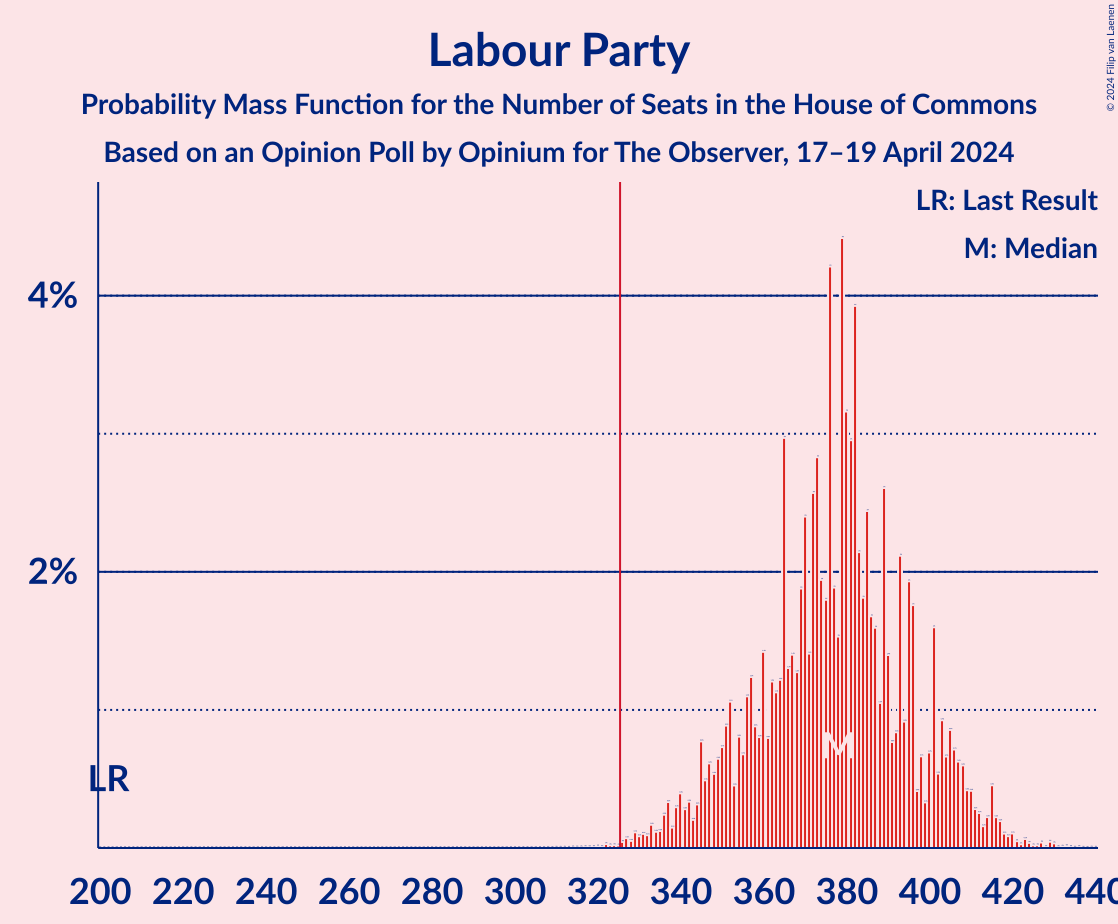 Labour Party
Probability Mass Function for the Number of Seats in the House of Commons
Based on an Opinion Poll by Opinium for The Observer, 17–19 April 2024
© 2024 Filip van Laenen
LR: Last Result
M: Median
4%
2%
M
LR
200 220 240 260 280 300 320 340 360 380 400 420 440